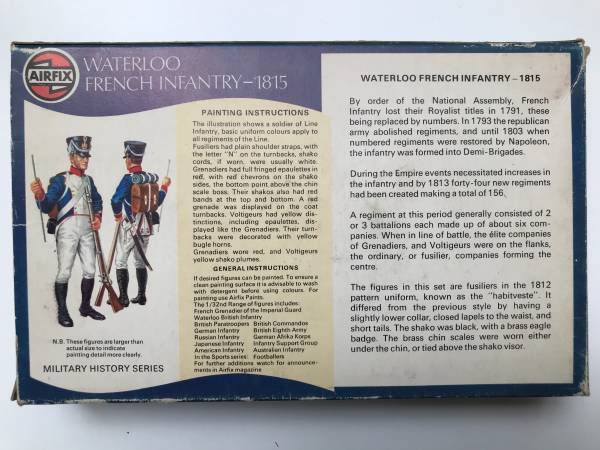 AIRFIX
WATERLOO
FRENCH INFANTRY–1815
PAINTING INSTRUCTIONS
The illustration shows a soldier of Line
Infantry, basic uniform colours apply to
all regiments of the Line.
Fusiliers had plain shoulder straps, with
the letter "N" on the turnbacks, shako
cords, if worn, were usually white.
Grenadiers had full fringed epaulettes in
red, with red chevrons on the shako
sides, the bottom point above the chin
scale boss. Their shakos also had red
bands at the top and bottom. A red
grenade was displayed on the coat
turnbacks. Voltigeurs had yellow dis-
tinctions, including epaulettes, dis-
played like the Grenadiers. Their turn-
backs were decorated with yellow
bugle horns.
Grenadiers wore red, and Voltigeurs
yellow shako plumes.
GENERAL INSTRUCTIONS
If desired figures can be painted. To ensure a
clean painting surface it is advisable to wash
with detergent before using colours. For
painting use Airfix Paints.
The 1/32nd Range of figures includes:
French Grenadier of the Imperial Guard
Waterloo British Infantry
British Paratroopers British Commandos
German Infantry British Eighth Army
Russian Infantry German Afrika Korps
Japanese Infantry Infantry Support Group
American Infantry Australian Infantry
In the Sports series: Footballers
For further additions watch for announce-
ments in Airfix magazine
N.B. These figures are larger than
actual size to indicate
painting detail more clearly.
MILITARY HISTORY SERIES
WATERLOO FRENCH INFANTRY–1815
By order of the National Assembly, French
Infantry lost their Royalist titles in 1791, these
being replaced by numbers. In 1793 the republican
army abolished regiments, and until 1803 when
numbered regiments were restored by Napoleon,
the infantry was formed into Demi-Brigades.
During the Empire events necessitated increases in
the infantry and by 1813 forty-four new regiments
had been created making a total of 156.
A regiment at this period generally consisted of 2
or 3 battalions each made up of about six com-
panies. When in line of battle, the élite companies
of Grenadiers, and Voltigeurs were on the flanks,
the ordinary, or fusilier, companies forming the
centre.
The figures in this set are fusiliers in the 1812
pattern uniform, known as the "habitveste". It
differed from the previous style by having a
slightly lower collar, closed lapels to the waist, and
short tails. The shako was black, with a brass eagle
badge. The brass chin scales were worn either
under the chin, or tied above the shako visor.